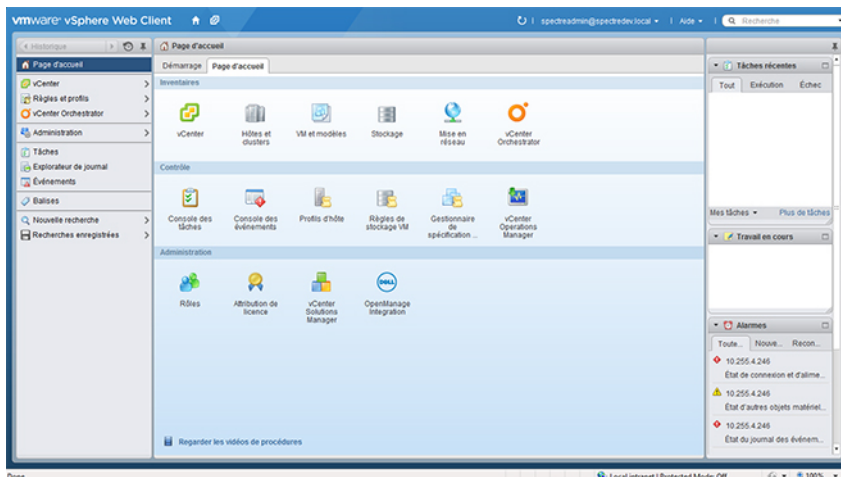 vmware® vSphere Web Client
spectreadmin@spectredev.local
Aide
Recherche
Historique
Page d'accueil
vCenter
Règles et profils
vCenter Orchestrator
Administration
Tâches
Explorateur de journal
Événements
Balises
Nouvelle recherche
Recherches enregistrées
Page d'accueil
Démarrage Page d'accueil
Inventaires
vCenter
Hôtes et
clusters
VM et modèles
Stockage
Mise en
réseau
vCenter
Orchestrator
Contrôle
Console des
tâches
Console des
événements
Profils d'hôte
Règles de
stockage VM
Gestionnaire
de
spécification ...
vCenter
Operations
Manager
Administration
Rôles
Attribution de
licence
vCenter
Solutions
Manager
DELL
OpenManage
Integration
Regarder les vidéos de procédures
Tâches récentes
Tout Exécution Échec
Mes tâches Plus de tâches
Travail en cours
Alarmes
Toute... Nouve... Recon...
10.255.4.246
État de connexion et d'alime...
10.255.4.246
État d'autres objets matériel...
10.255.4.246
État du journal des événem...
Done
Local intranet | Protected Mode: Off
100%